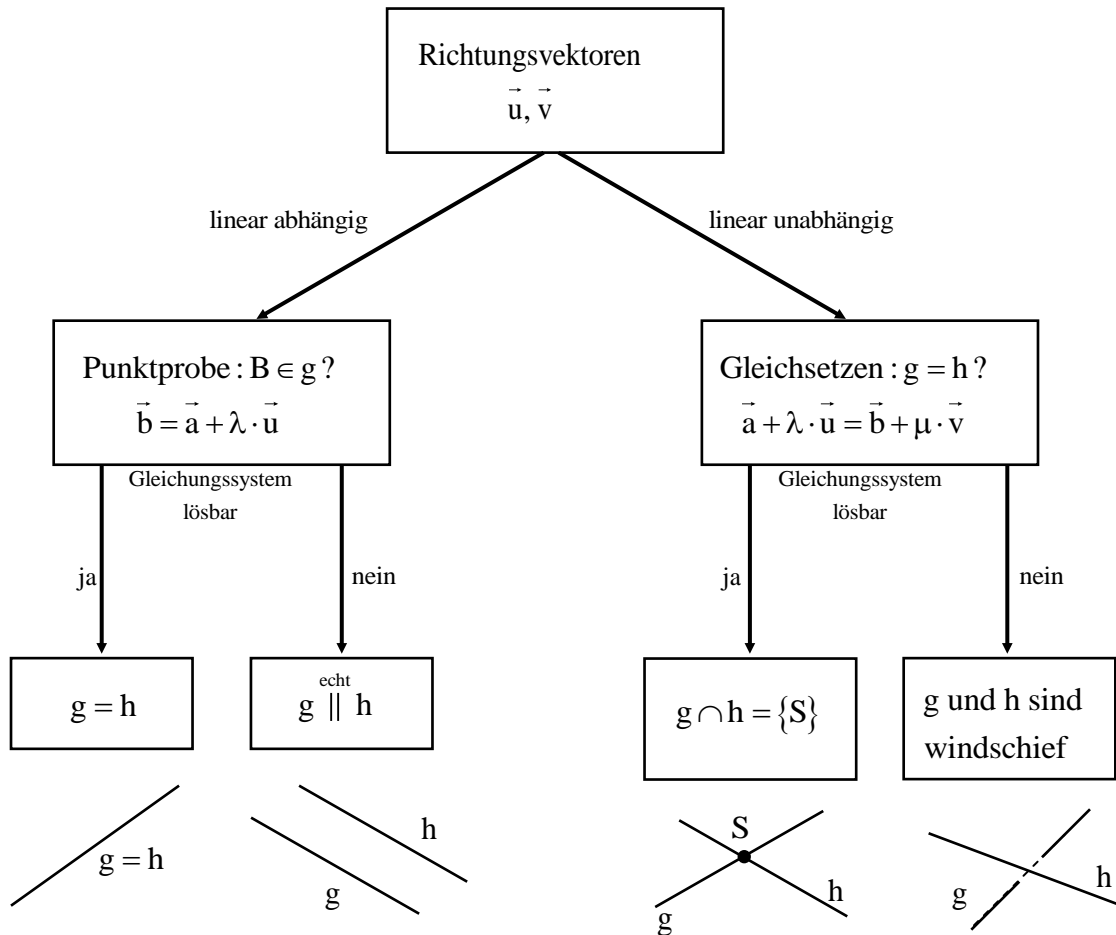 Richtungsvektoren
u⃗, v⃗
linear abhängig
linear unabhängig
Punktprobe : B ∈ g ?
b⃗ = a⃗ + λ · u⃗
Gleichsetzen : g = h ?
a⃗ + λ · u⃗ = b⃗ + μ · v⃗
Gleichungssystem
lösbar
Gleichungssystem
lösbar
ja
nein
ja
nein
g = h
echt
g || h
g ∩ h = {S}
g und h sind
windschief
g = h
h
g
S
g
h
g
h